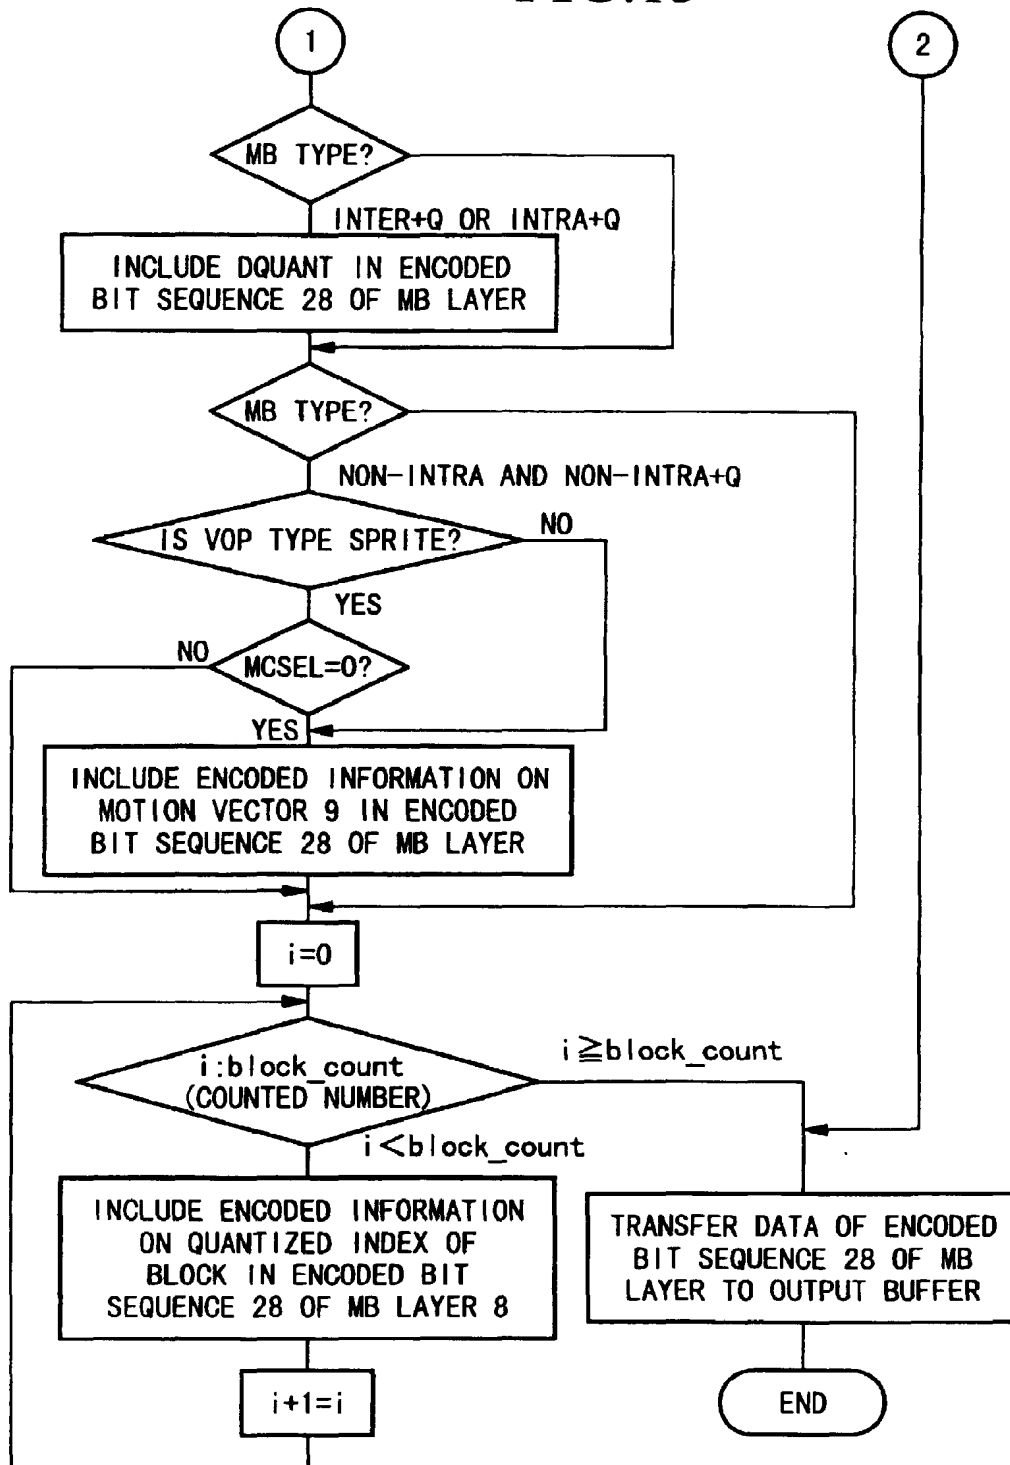 1
2
MB TYPE?
INTER+Q OR INTRA+Q
INCLUDE DQUANT IN ENCODED
BIT SEQUENCE 28 OF MB LAYER
MB TYPE?
NON-INTRA AND NON-INTRA+Q
IS VOP TYPE SPRITE?
NO
YES
NO
MCSEL=0?
YES
INCLUDE ENCODED INFORMATION ON
MOTION VECTOR 9 IN ENCODED
BIT SEQUENCE 28 OF MB LAYER
i=0
i:block_count
(COUNTED NUMBER)
i≧block_count
i<block_count
INCLUDE ENCODED INFORMATION
ON QUANTIZED INDEX OF
BLOCK IN ENCODED BIT
SEQUENCE 28 OF MB LAYER 8
TRANSFER DATA OF ENCODED
BIT SEQUENCE 28 OF MB
LAYER TO OUTPUT BUFFER
i+1=i
END